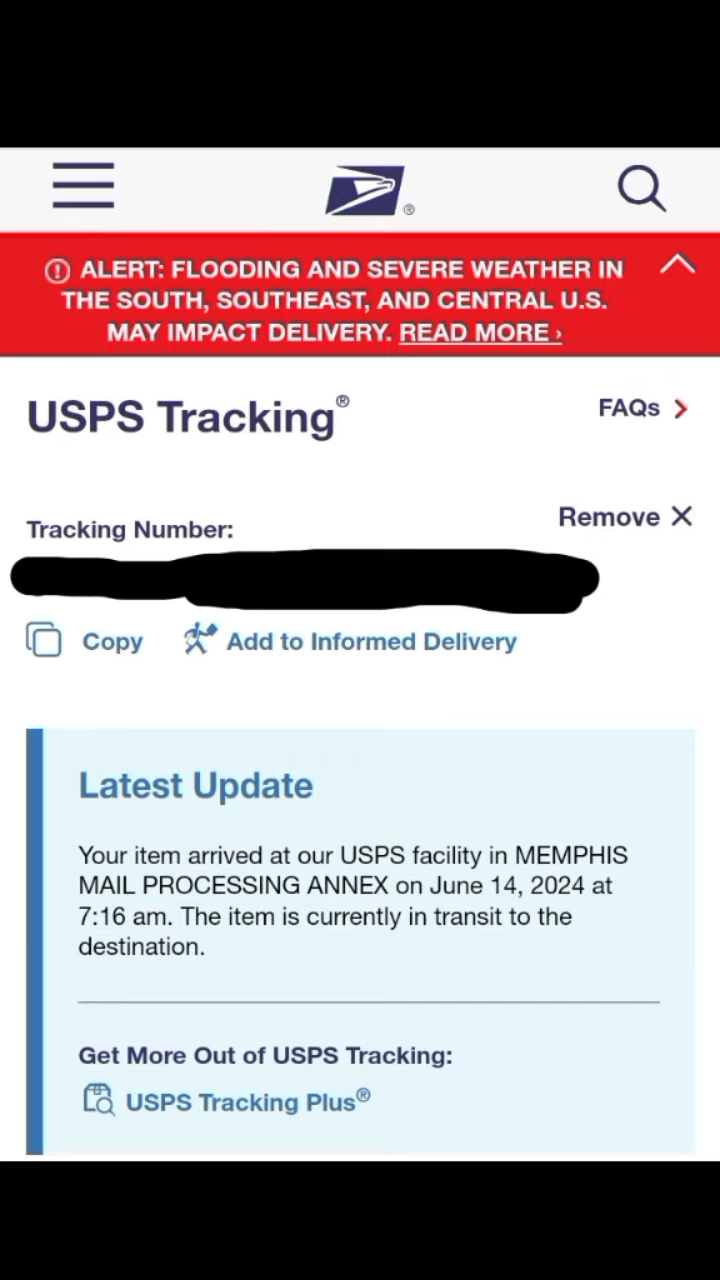 ALERT: FLOODING AND SEVERE WEATHER IN
THE SOUTH, SOUTHEAST, AND CENTRAL U.S.
MAY IMPACT DELIVERY. READ MORE ›
USPS Tracking®
FAQs
Remove
Tracking Number:
Copy
Add to Informed Delivery
Latest Update
Your item arrived at our USPS facility in MEMPHIS
MAIL PROCESSING ANNEX on June 14, 2024 at
7:16 am. The item is currently in transit to the
destination.
Get More Out of USPS Tracking:
USPS Tracking Plus®